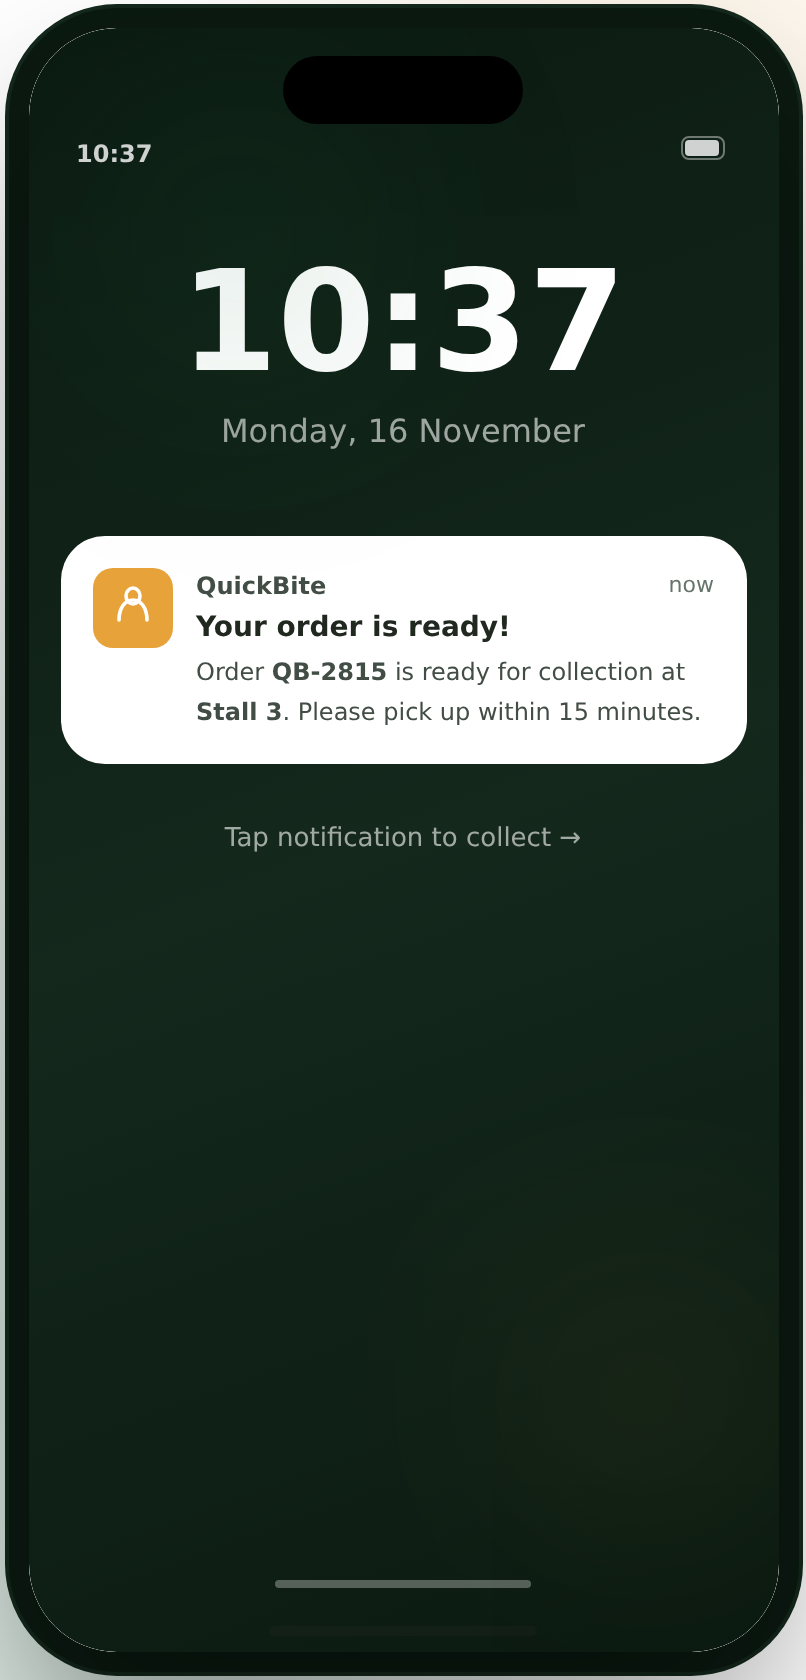 10:37
10:37
Monday, 16 November
QuickBite now
Your order is ready!
Order QB-2815 is ready for collection at
Stall 3. Please pick up within 15 minutes.
Tap notification to collect →